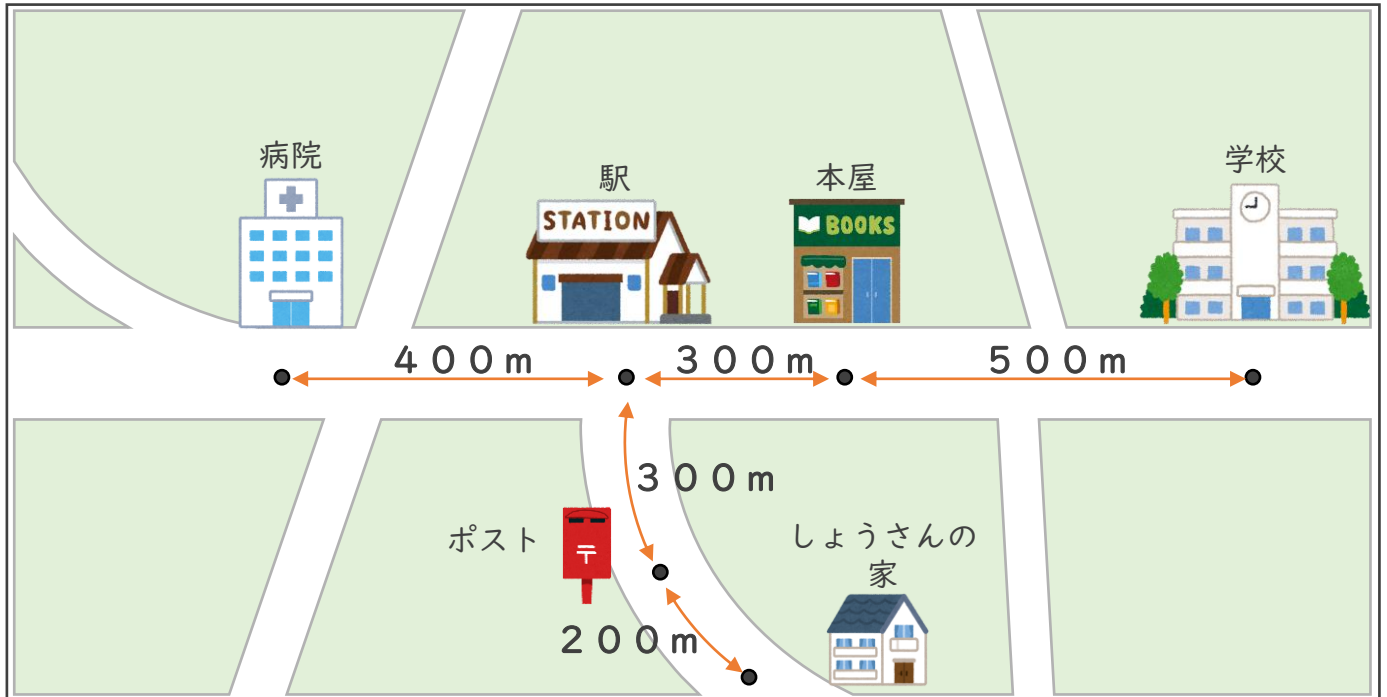 病院
駅
本屋
学校
STATION
BOOKS
４００m
３００m
５００m
３００m
ポスト
〒
しょうさんの
家
２００m